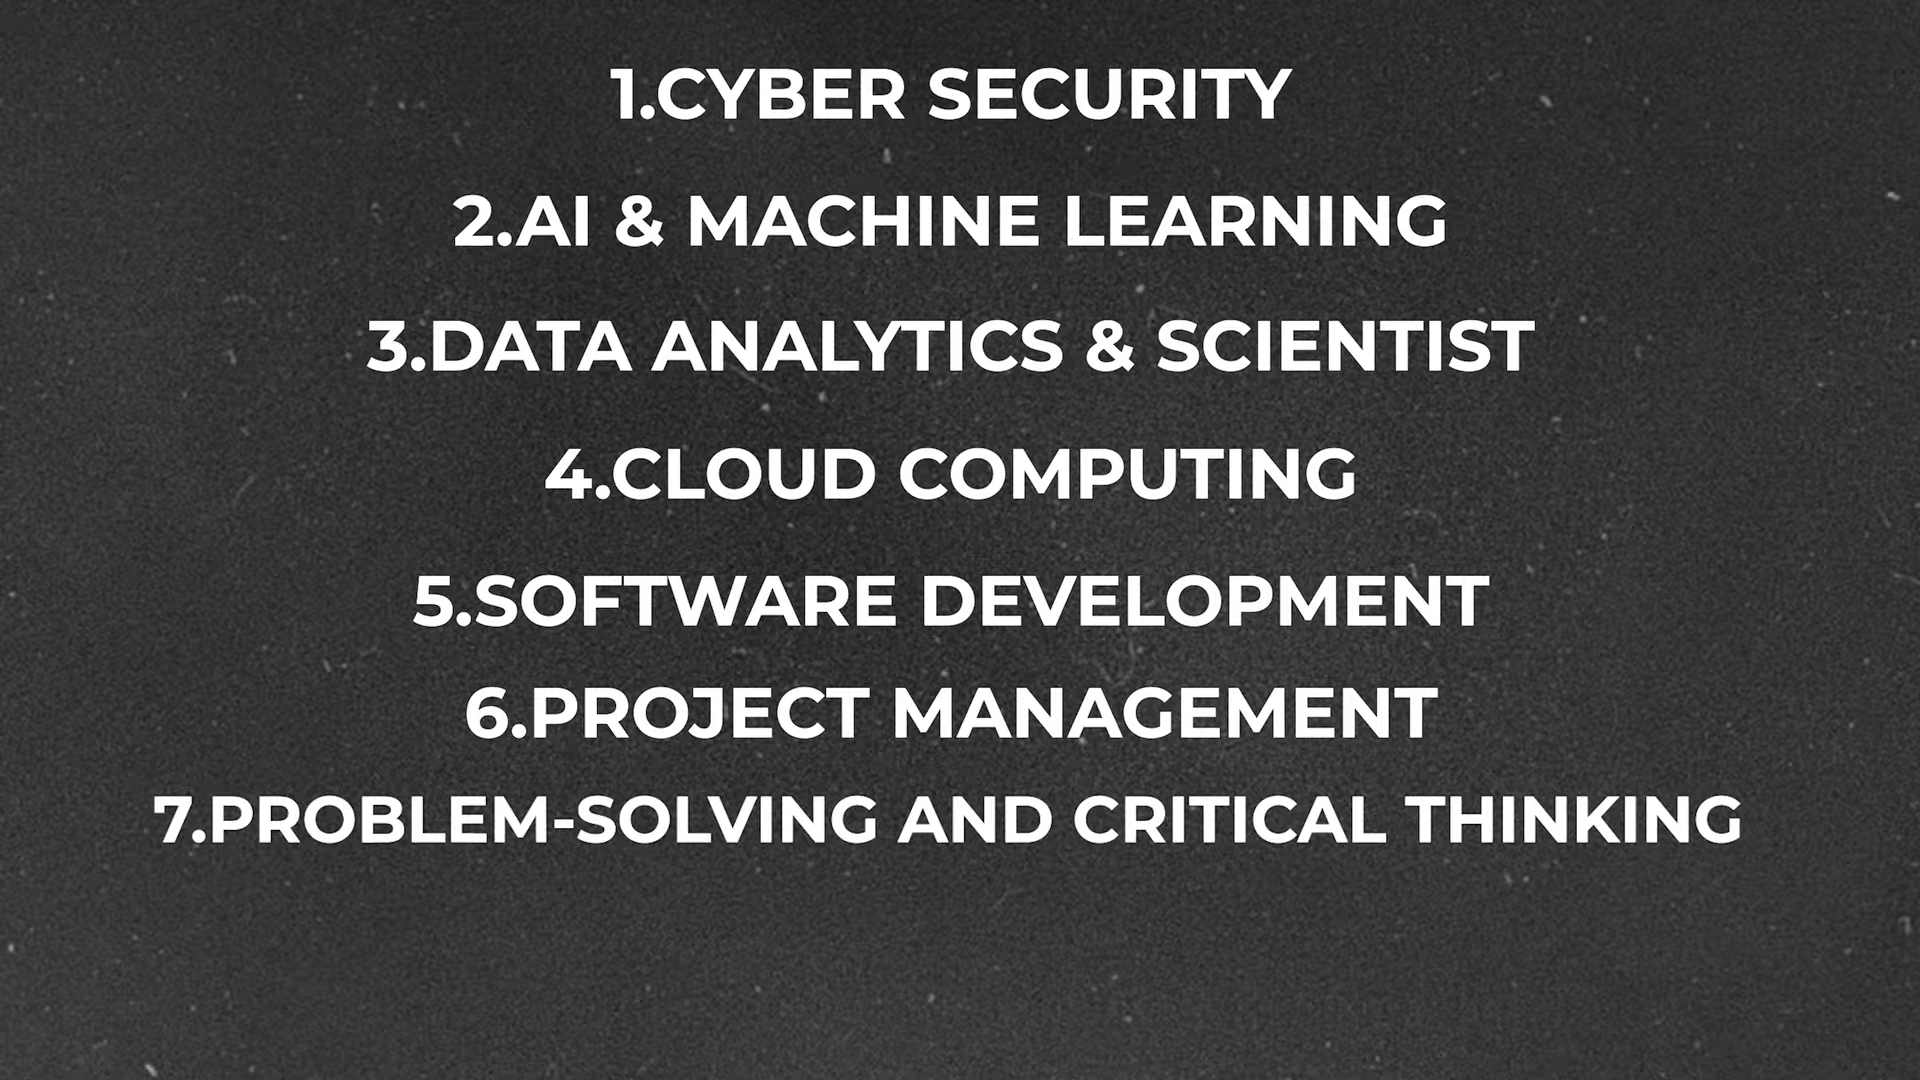 1.CYBER SECURITY
2.AI & MACHINE LEARNING
3.DATA ANALYTICS & SCIENTIST
4.CLOUD COMPUTING
5.SOFTWARE DEVELOPMENT
6.PROJECT MANAGEMENT
7.PROBLEM-SOLVING AND CRITICAL THINKING